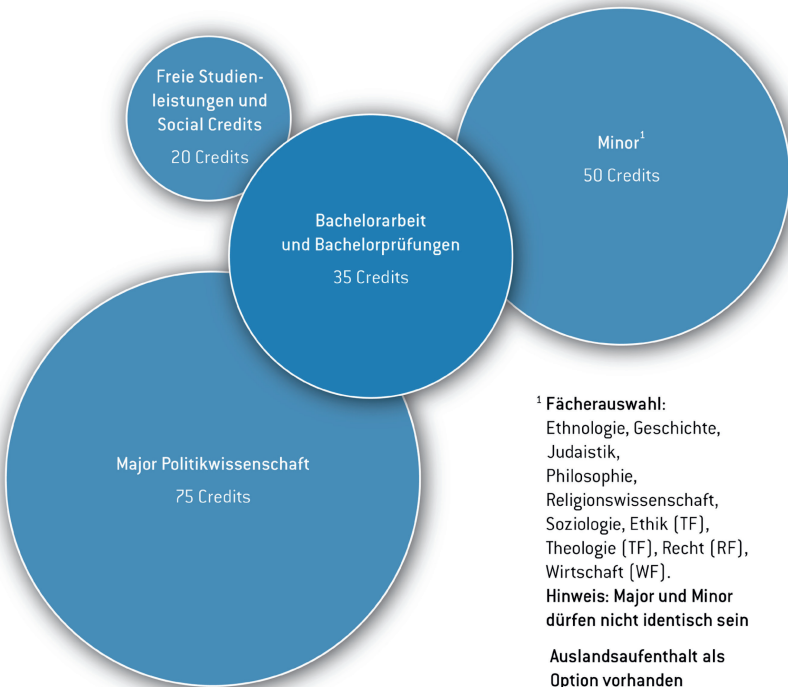 Freie Studien-
leistungen und
Social Credits
20 Credits
Minor¹
50 Credits
Bachelorarbeit
und Bachelorprüfungen
35 Credits
Major Politikwissenschaft
75 Credits
¹ Fächerauswahl:
Ethnologie, Geschichte,
Judaistik,
Philosophie,
Religionswissenschaft,
Soziologie, Ethik (TF),
Theologie (TF), Recht (RF),
Wirtschaft (WF).
Hinweis: Major und Minor
dürfen nicht identisch sein
Auslandsaufenthalt als
Option vorhanden